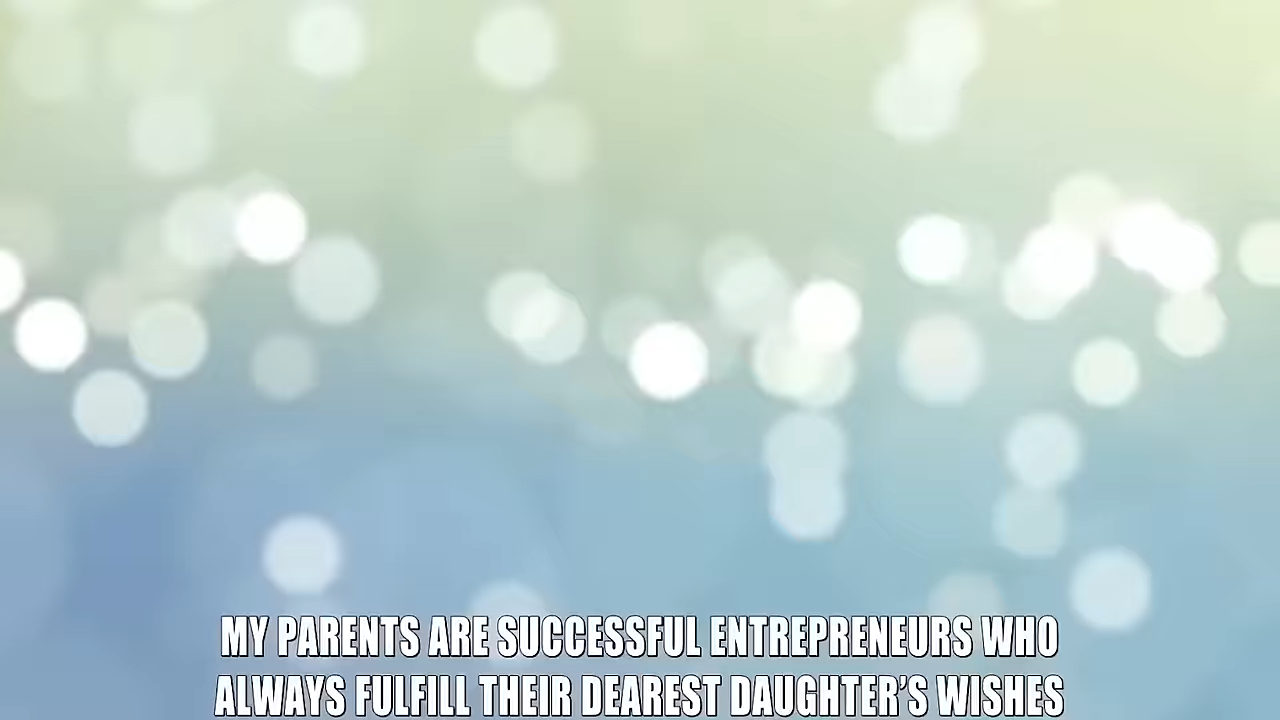 MY PARENTS ARE SUCCESSFUL ENTREPRENEURS WHO
ALWAYS FULFILL THEIR DEAREST DAUGHTER’S WISHES